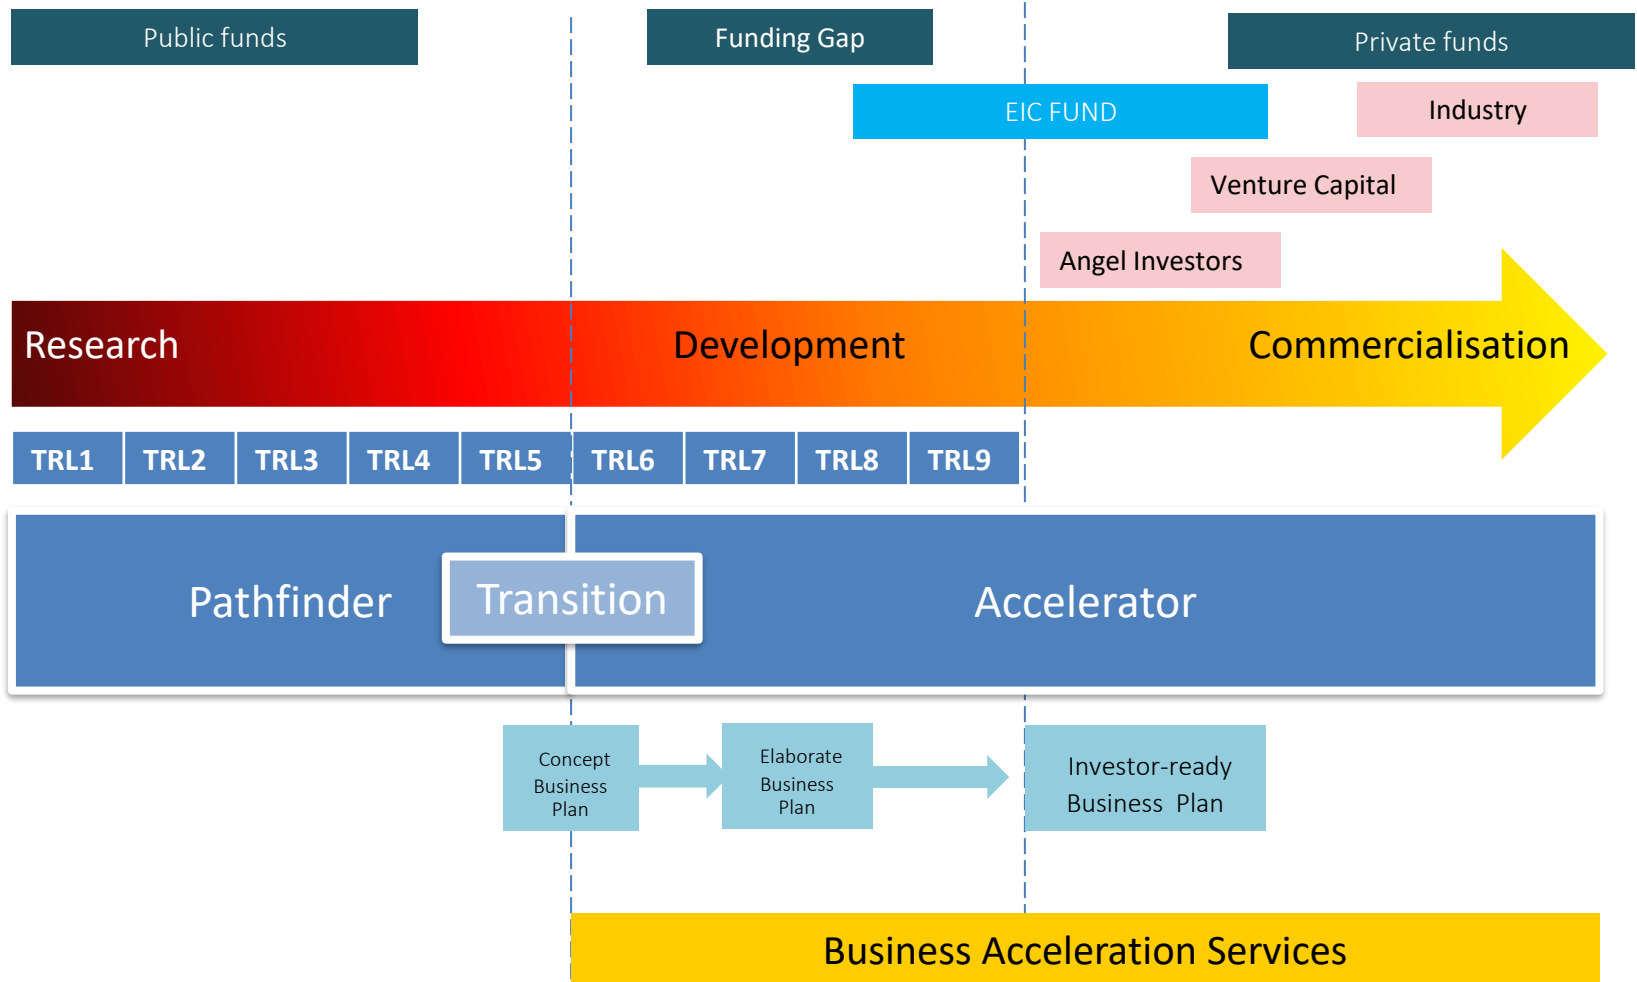 Public funds
Funding Gap
Private funds
EIC FUND
Industry
Venture Capital
Angel Investors
Research
Development
Commercialisation
TRL1
TRL2
TRL3
TRL4
TRL5
TRL6
TRL7
TRL8
TRL9
Pathfinder
Transition
Accelerator
Concept
Business
Plan
Elaborate
Business
Plan
Investor-ready
Business Plan
Business Acceleration Services